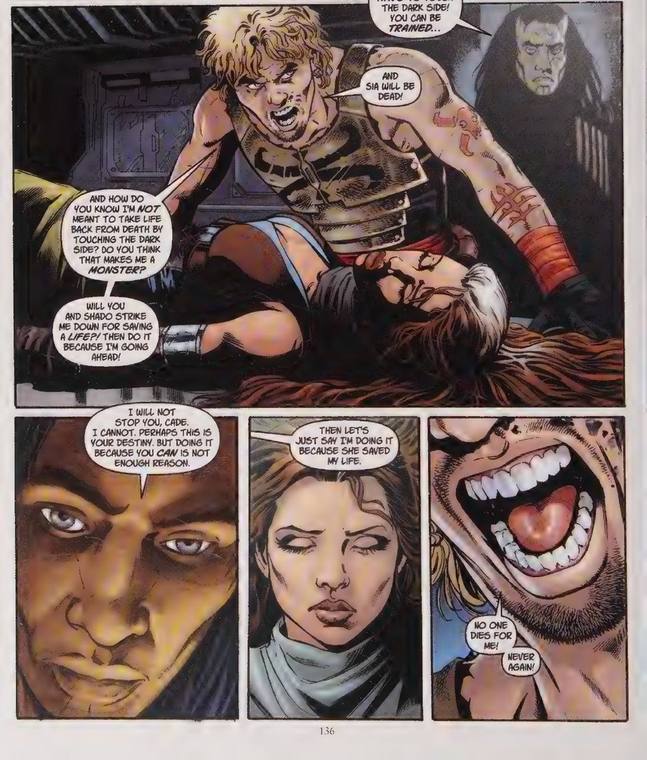 THE DARK SIDE!
YOU CAN BE
TRAINED...
AND
SIA WILL BE
DEAD!
AND HOW DO
YOU KNOW I'M NOT
MEANT TO TAKE LIFE
BACK FROM DEATH BY
TOUCHING THE DARK
SIDE? DO YOU THINK
THAT MAKES ME A
MONSTER?
WILL YOU
AND SHADO STRIKE
ME DOWN FOR SAVING
A LIFE?! THEN DO IT
BECAUSE I'M GOING
AHEAD!
I WILL NOT
STOP YOU, CADE.
I CANNOT. PERHAPS THIS IS
YOUR DESTINY. BUT DOING IT
BECAUSE YOU CAN IS NOT
ENOUGH REASON.
THEN LET'S
JUST SAY I'M DOING IT
BECAUSE SHE SAVED
MY LIFE.
NO ONE
DIES FOR
ME!
NEVER
AGAIN!
136